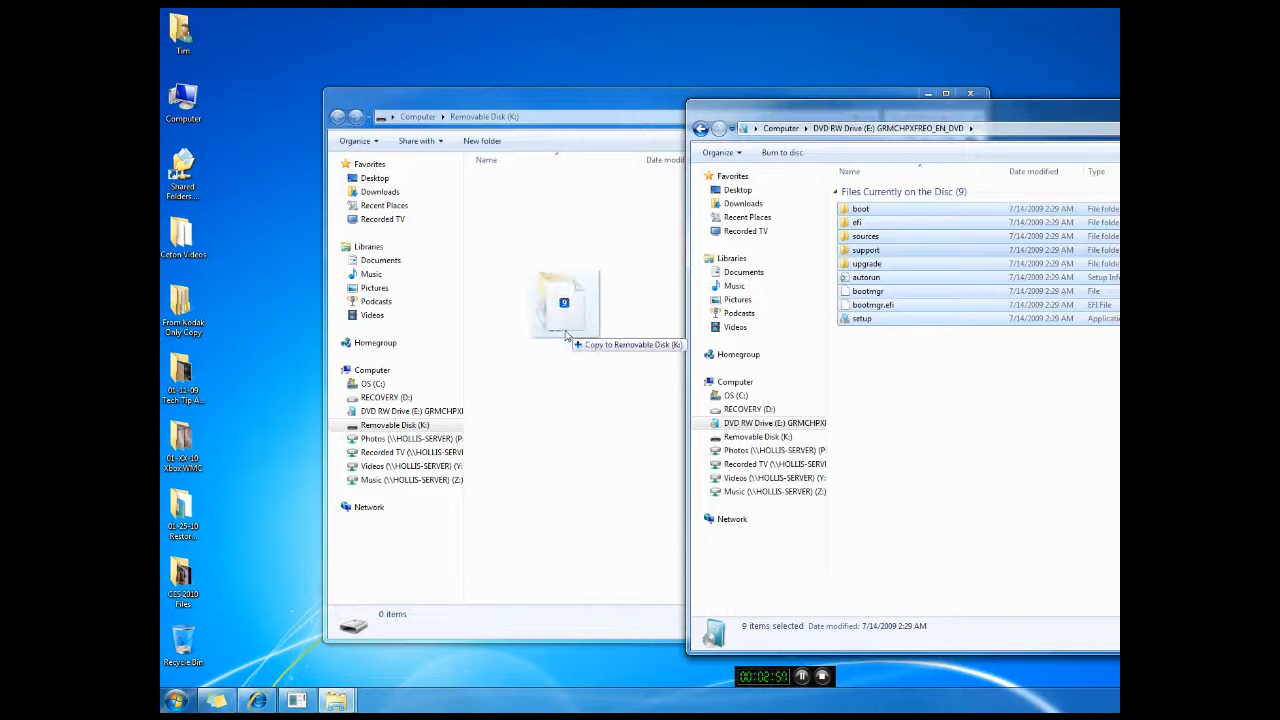 Tim
Computer
Shared
Folders...
Ceton Videos
From Kodak
Only Copy
01-11-09
Tech Tip A...
01-XX-10
Xbox WMC
01-25-10
Restor...
CES 2010
Files
Recycle Bin
Computer ▸ Removable Disk (K:)
Organize
Share with
New folder
Name
Date modif
Favorites
Desktop
Downloads
Recent Places
Recorded TV
Libraries
Documents
Music
Pictures
Podcasts
Videos
Homegroup
Computer
OS (C:)
RECOVERY (D:)
DVD RW Drive (E:) GRMCHPXI
Removable Disk (K:)
Photos (\\HOLLIS-SERVER) (P
Recorded TV (\\HOLLIS-SERV
Videos (\\HOLLIS-SERVER) (Y:
Music (\\HOLLIS-SERVER) (Z:)
Network
0 items
9
Copy to Removable Disk (K:)
Computer ▸ DVD RW Drive (E:) GRMCHPXFREO_EN_DVD ▸
Organize
Burn to disc
Favorites
Desktop
Downloads
Recent Places
Recorded TV
Libraries
Documents
Music
Pictures
Podcasts
Videos
Homegroup
Computer
OS (C:)
RECOVERY (D:)
DVD RW Drive (E:) GRMCHPXI
Removable Disk (K:)
Photos (\\HOLLIS-SERVER) (P
Recorded TV (\\HOLLIS-SERVI
Videos (\\HOLLIS-SERVER) (Y:
Music (\\HOLLIS-SERVER) (Z:)
Network
Name Date modified Type
Files Currently on the Disc (9)
boot 7/14/2009 2:29 AM File folde
efi 7/14/2009 2:29 AM File folde
sources 7/14/2009 2:29 AM File folde
support 7/14/2009 2:29 AM File folde
upgrade 7/14/2009 2:29 AM File folde
autorun 7/14/2009 2:29 AM Setup Inf
bootmgr 7/14/2009 2:29 AM File
bootmgr.efi 7/14/2009 2:29 AM EFI File
setup 7/14/2009 2:29 AM Applicatio
9 items selected Date modified: 7/14/2009 2:29 AM